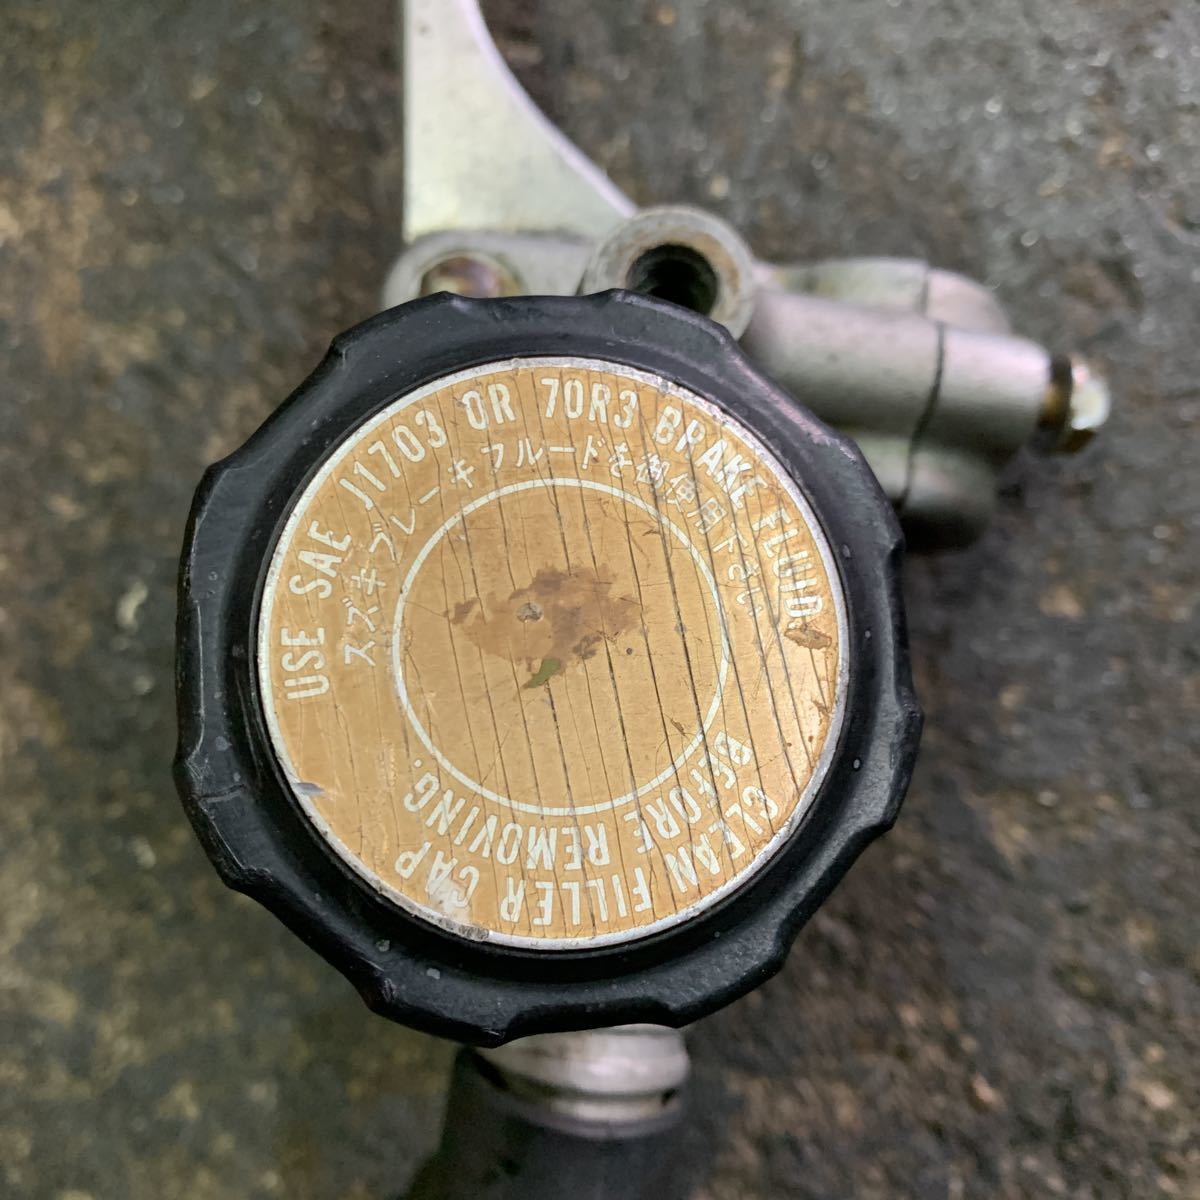 USE SAE J1703 OR 70R3 BRAKE FLUID
スズキブレーキフルードを御使用下さい
CLEAN FILLER CAP
BEFORE REMOVING.